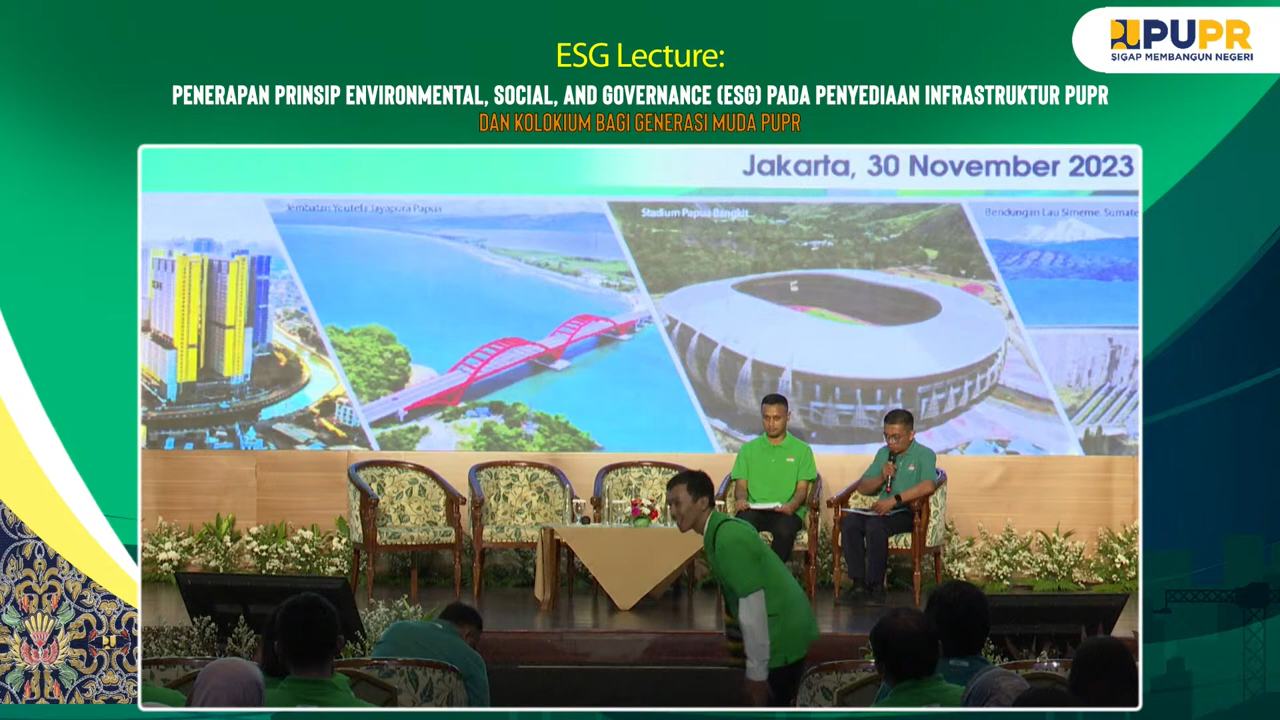 ESG Lecture:
PENERAPAN PRINSIP ENVIRONMENTAL, SOCIAL, AND GOVERNANCE (ESG) PADA PENYEDIAAN INFRASTRUKTUR PUPR
DAN KOLOKIUM BAGI GENERASI MUDA PUPR
PUPR
SIGAP MEMBANGUN NEGERI
Jakarta, 30 November 2023
Jembatan Youtefa Jayapura Papua
Stadium Papua Bangkit
Bendungan Lau Simeme, Sumate